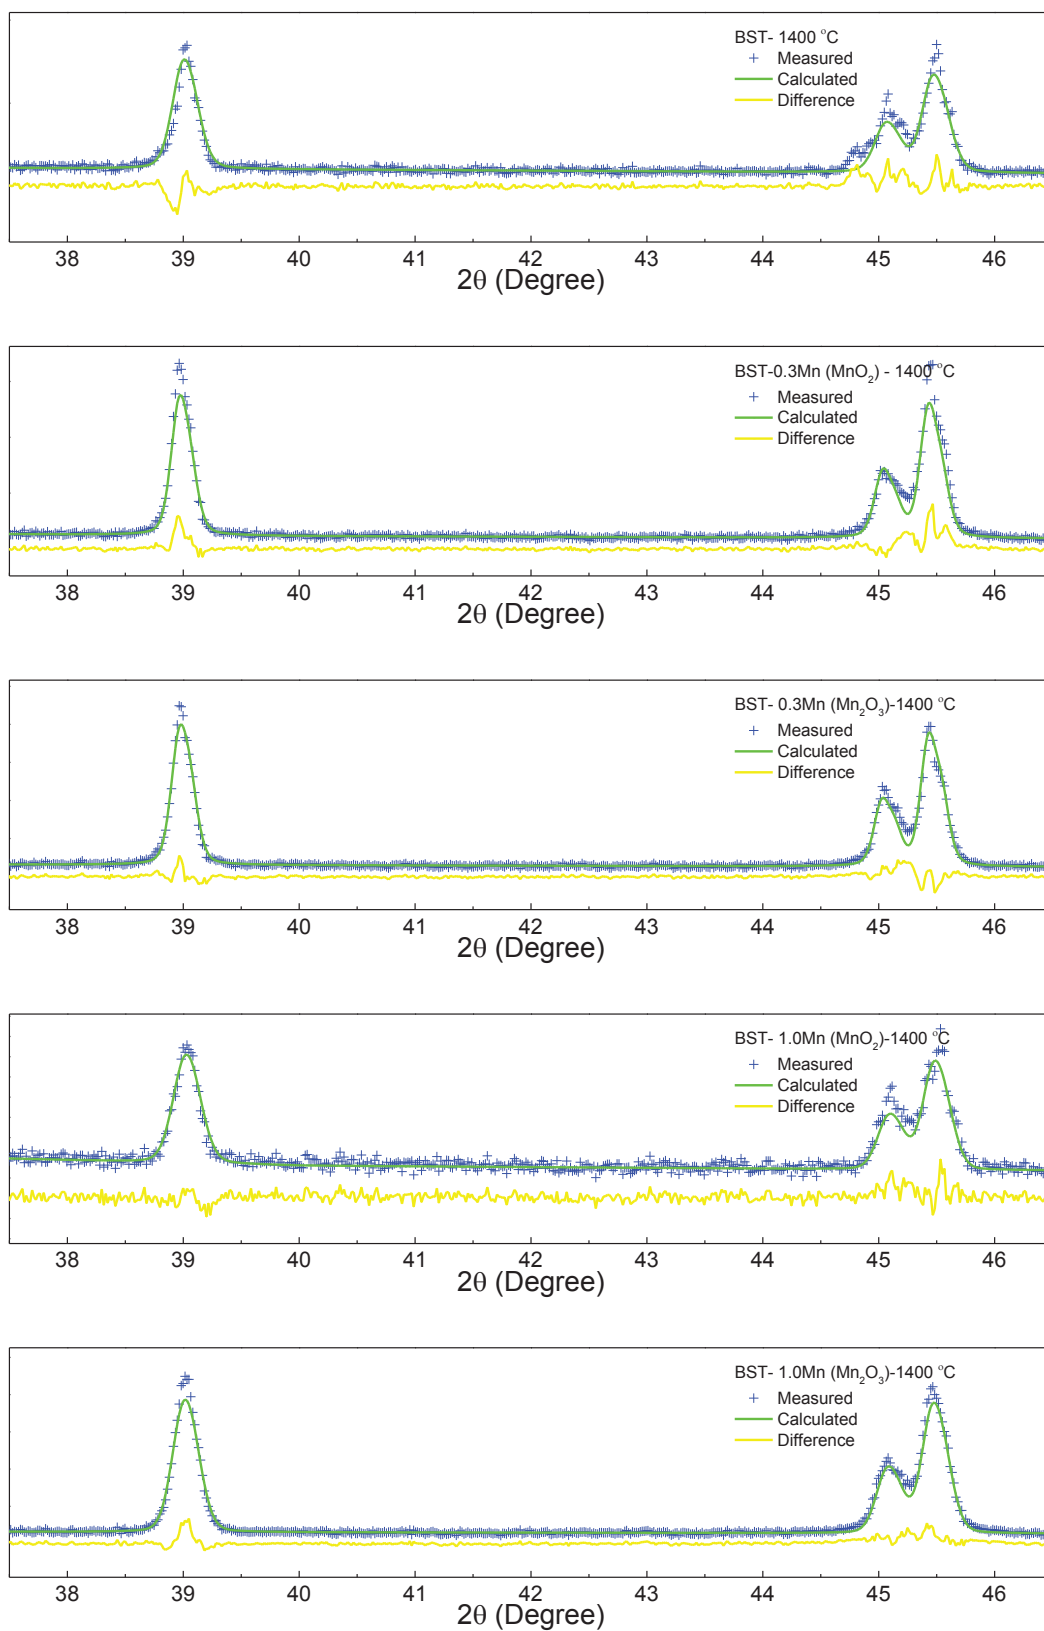 BST- 1400 °C
Measured
Calculated
Difference
38 39 40 41 42 43 44 45 46
2θ (Degree)
BST-0.3Mn (MnO₂) - 1400 °C
Measured
Calculated
Difference
38 39 40 41 42 43 44 45 46
2θ (Degree)
BST- 0.3Mn (Mn₂O₃)-1400 °C
Measured
Calculated
Difference
38 39 40 41 42 43 44 45 46
2θ (Degree)
BST- 1.0Mn (MnO₂)-1400 °C
Measured
Calculated
Difference
38 39 40 41 42 43 44 45 46
2θ (Degree)
BST- 1.0Mn (Mn₂O₃)-1400 °C
Measured
Calculated
Difference
38 39 40 41 42 43 44 45 46
2θ (Degree)